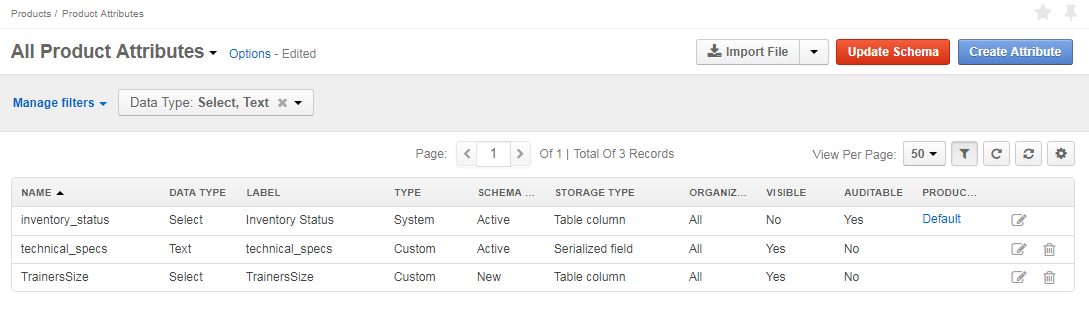 Products / Product Attributes
All Product Attributes Options - Edited Import File Update Schema Create Attribute
Manage filters Data Type: Select, Text
Page: 1 Of 1 | Total Of 3 Records View Per Page: 50
NAME DATA TYPE LABEL TYPE SCHEMA ... STORAGE TYPE ORGANIZ... VISIBLE AUDITABLE PRODUC...
inventory_status Select Inventory Status System Active Table column All No Yes Default
technical_specs Text technical_specs Custom Active Serialized field All Yes No
TrainersSize Select TrainersSize Custom New Table column All Yes No